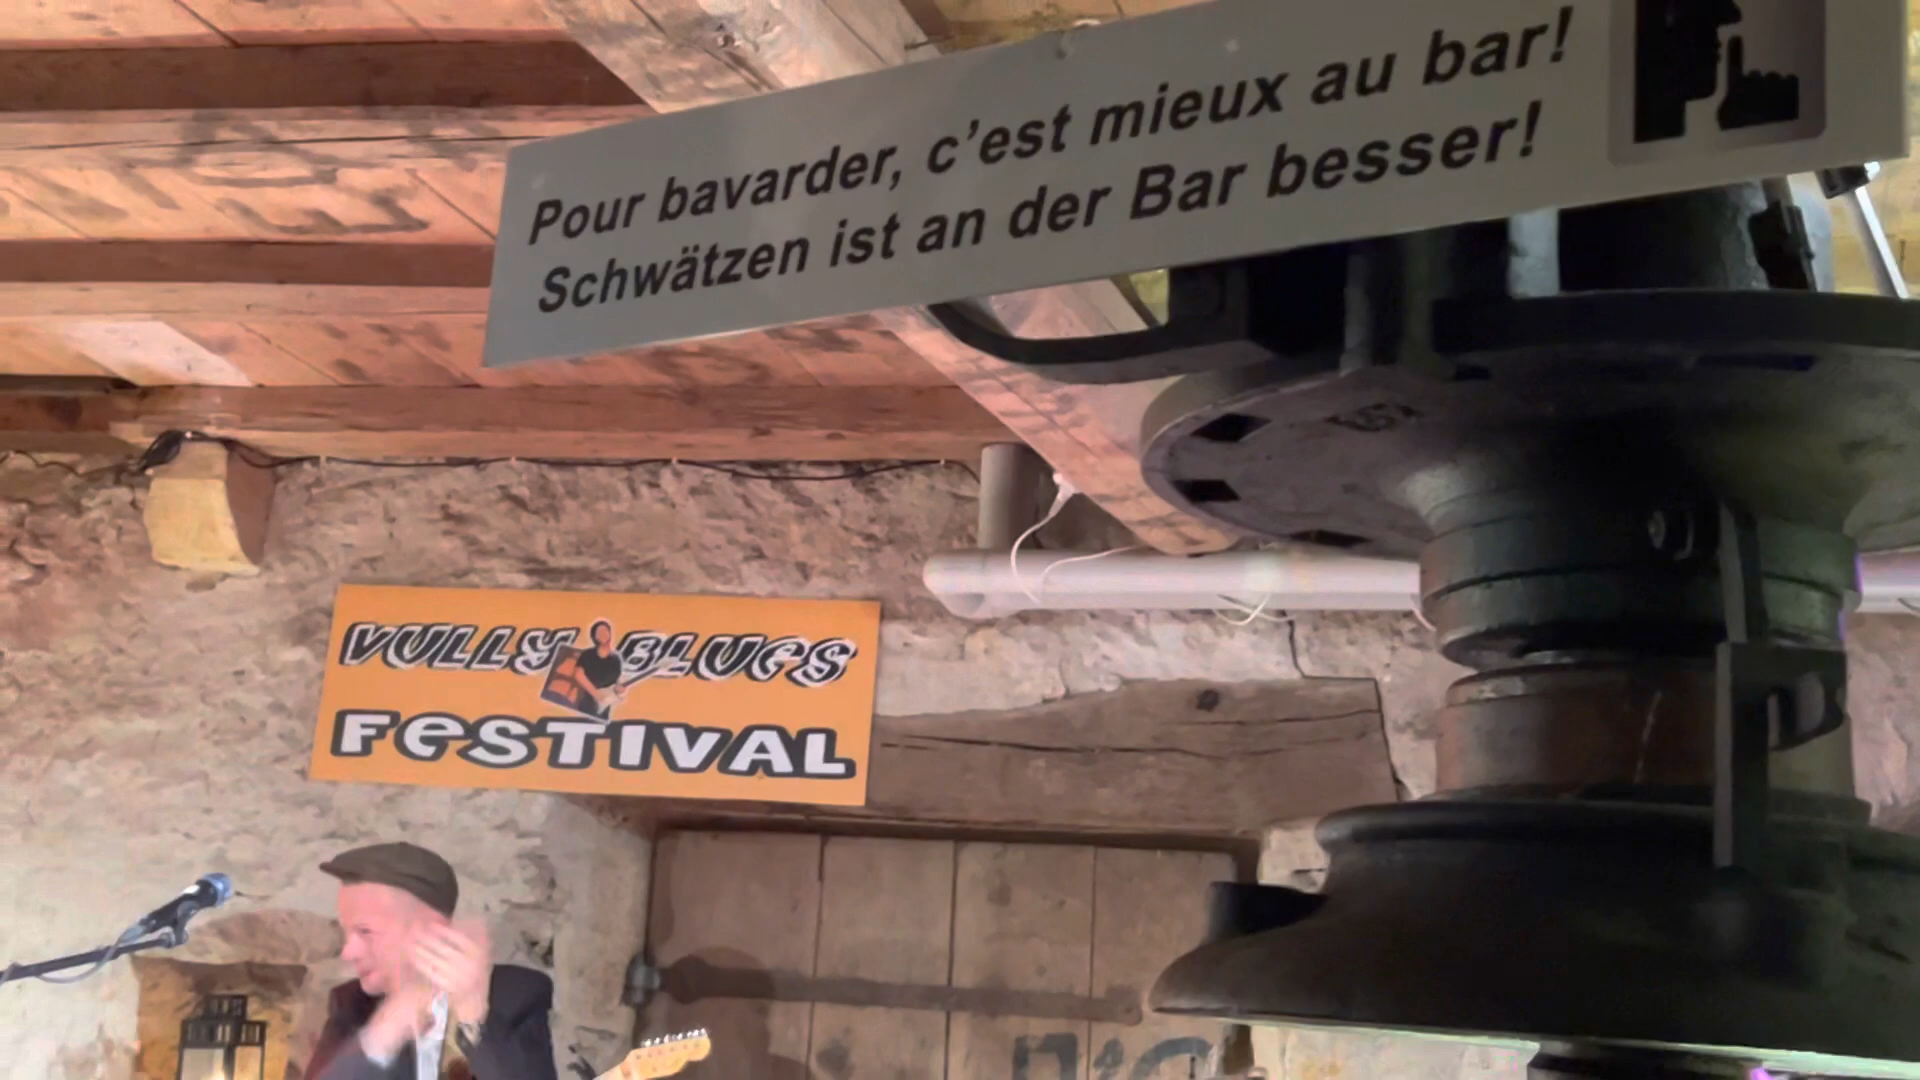 Pour bavarder, c'est mieux au bar!
Schwätzen ist an der Bar besser!
VULLY BLUES
FESTIVAL